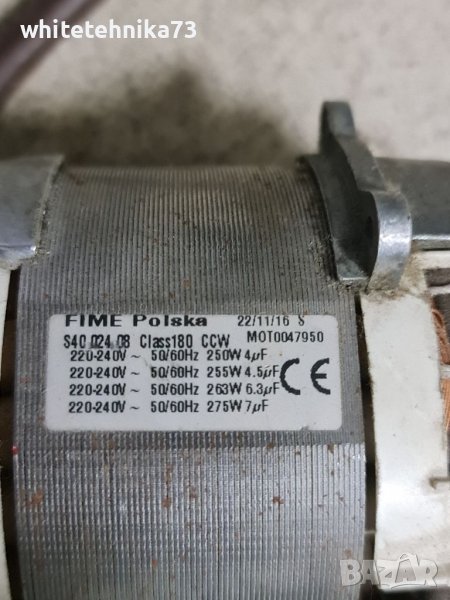 whitetehnika73
FIME Polska 22/11/16 S
S40 024 08 Class180 CCW MOT0047950
220-240V ~ 50/60Hz 250W 4µF
220-240V ~ 50/60Hz 255W 4.5µF
220-240V ~ 50/60Hz 263W 6.3µF
220-240V ~ 50/60Hz 275W 7µF
CE
bazar